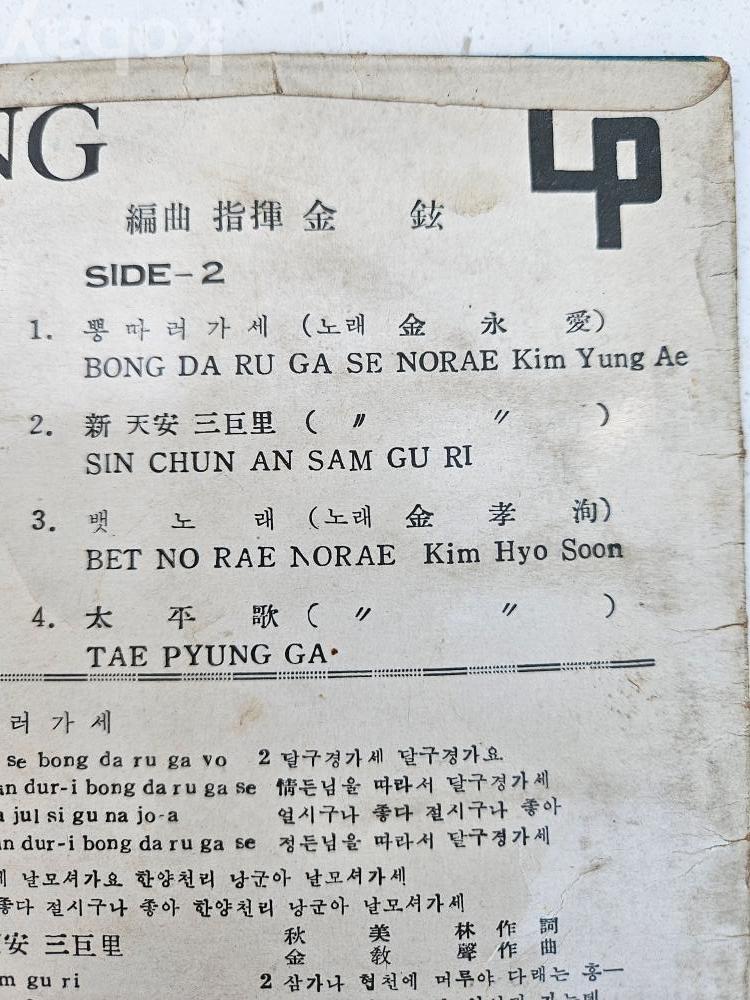 kopsy
NG
LP
編曲 指揮 金 鉉
SIDE-2
1. 뽕 따 러 가 세 (노래 金 永 愛)
BONG DA RU GA SE NORAE Kim Yung Ae
2. 新 天安 三巨里 ( 〃 〃 )
SIN CHUN AN SAM GU RI
3. 뱃 노 래 (노래 金 孝 洵)
BET NO RAE NORAE Kim Hyo Soon
4. 太 平 歌 ( 〃 〃 )
TAE PYUNG GA
러 가 세
se bong da ru ga yo 2 달구경가세 달구경가요
an dur-i bong da ru ga se 情든님을 따라서 달구경가세
a jul si gu na jo-a 얼시구나 좋다 절시구나 좋아
an dur-i bong da ru ga se 정든님을 따라서 달구경가세
날모셔가요 한양천리 낭군아 날모셔가세
좋다 절시구나 좋아 한양천리 낭군아 날모셔가세
安 三巨里 秋 美 林 作 詞
金 敎 聲 作 曲
m gu ri 2 삼가나 협천에 머루야 다래는 흥一